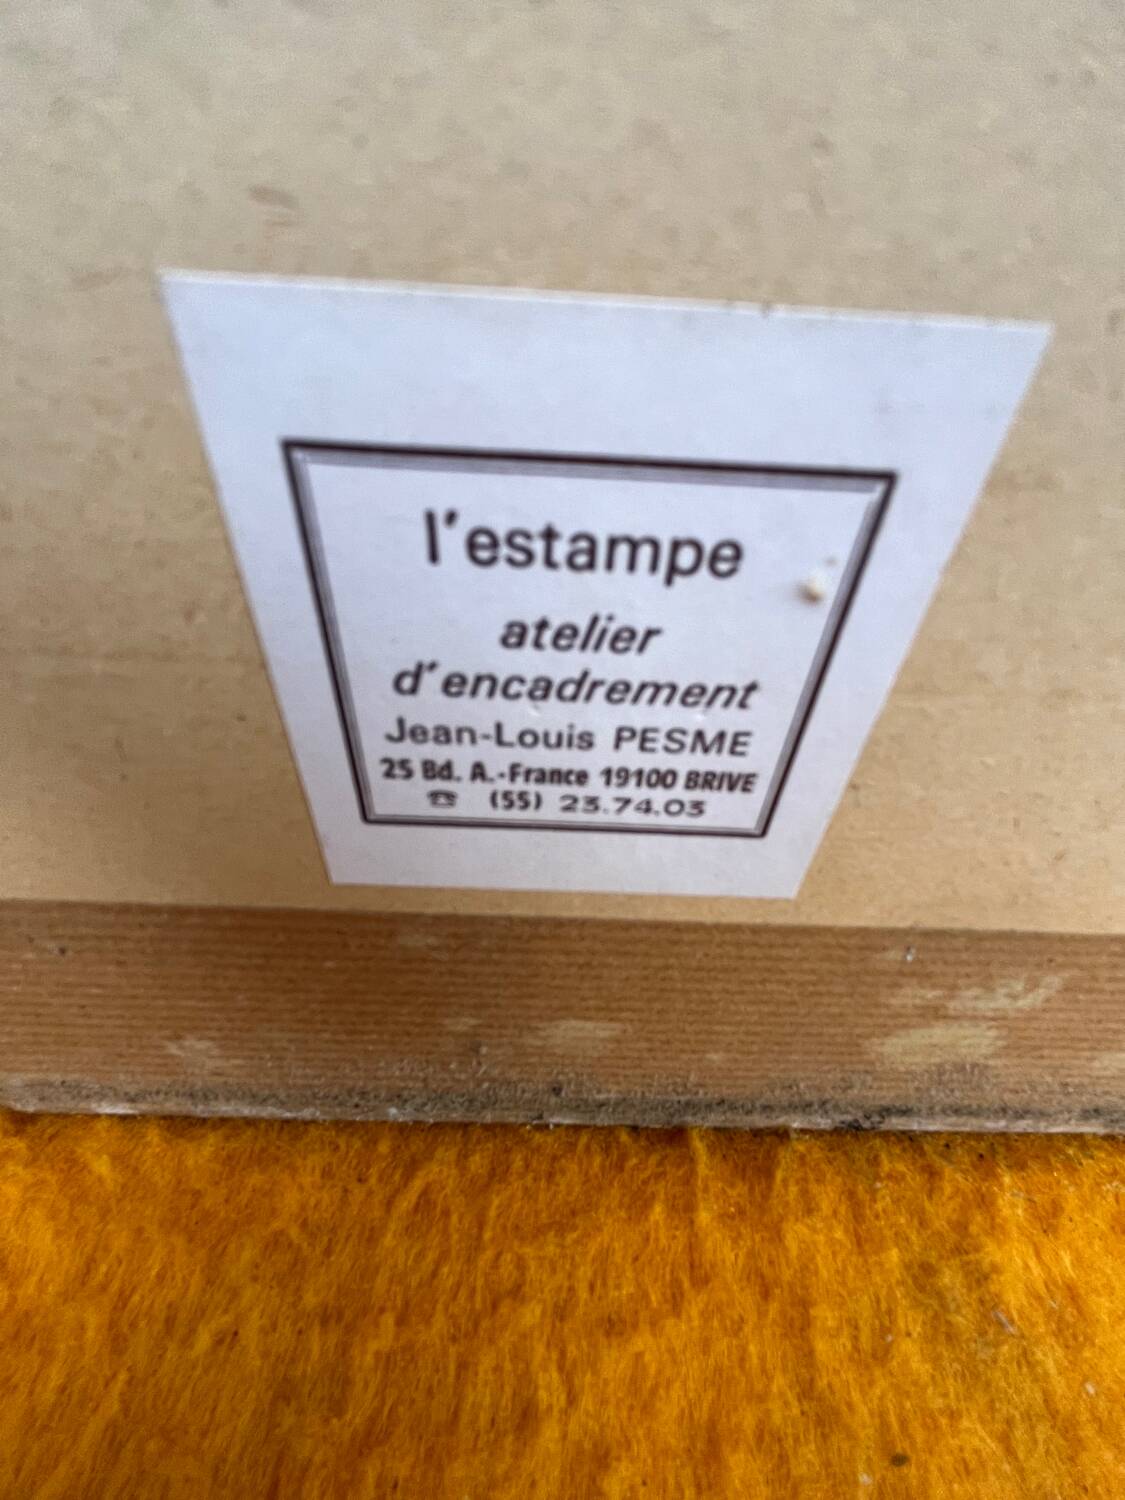 l'estampe
atelier
d'encadrement
Jean-Louis PESME
25 Bd. A.-France 19100 BRIVE
☎ (55) 23.74.03